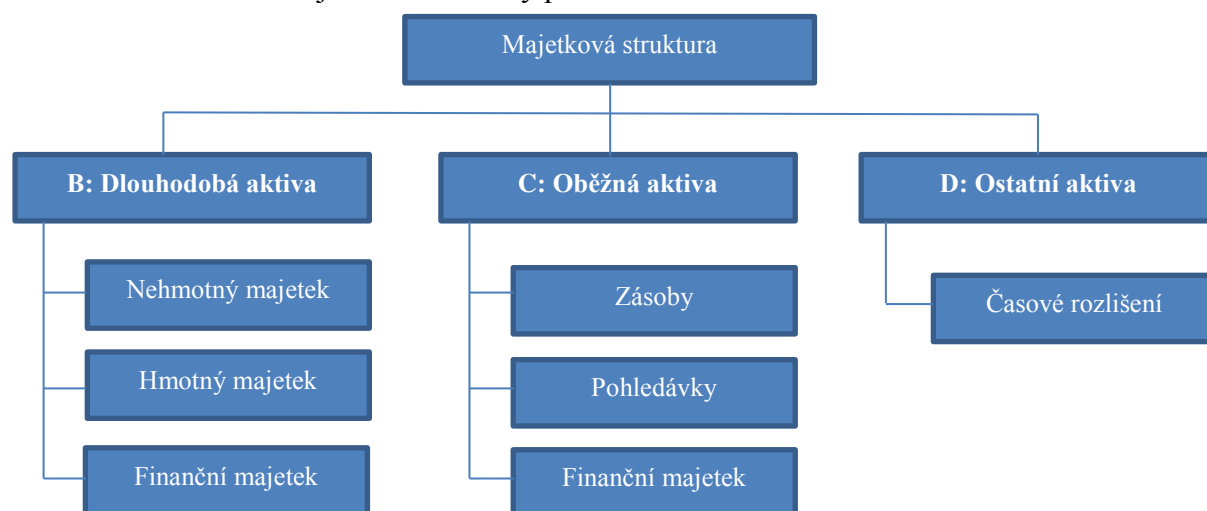 Majetková struktura
B: Dlouhodobá aktiva
C: Oběžná aktiva
D: Ostatní aktiva
Nehmotný majetek
Zásoby
Časové rozlišení
Hmotný majetek
Pohledávky
Finanční majetek
Finanční majetek